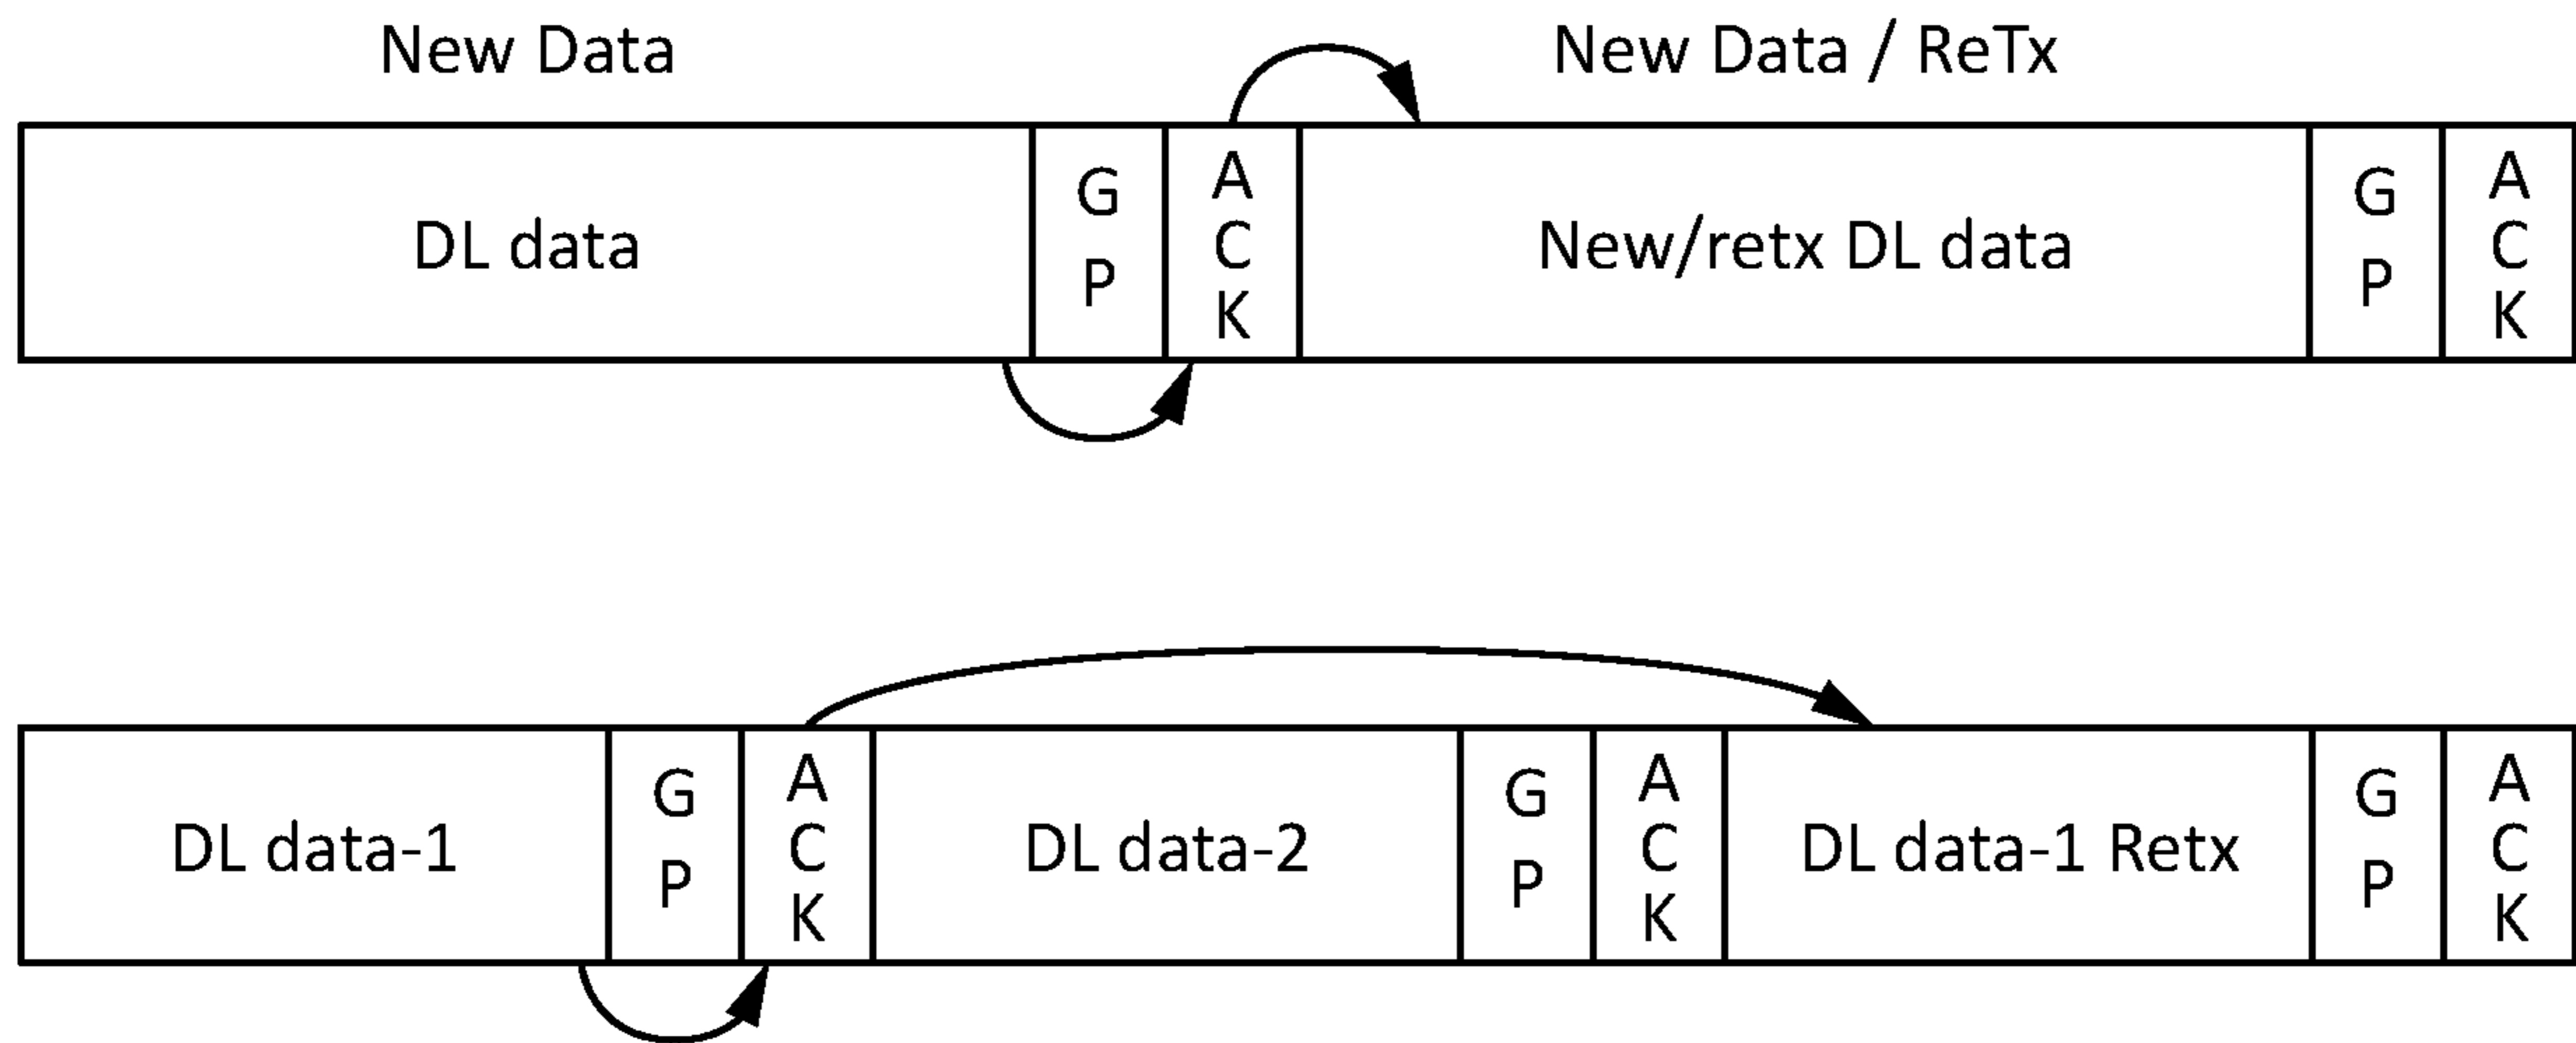 New Data
New Data / ReTx
DL data
G
P
A
C
K
New/retx DL data
G
P
A
C
K
DL data-1
G
P
A
C
K
DL data-2
G
P
A
C
K
DL data-1 Retx
G
P
A
C
K